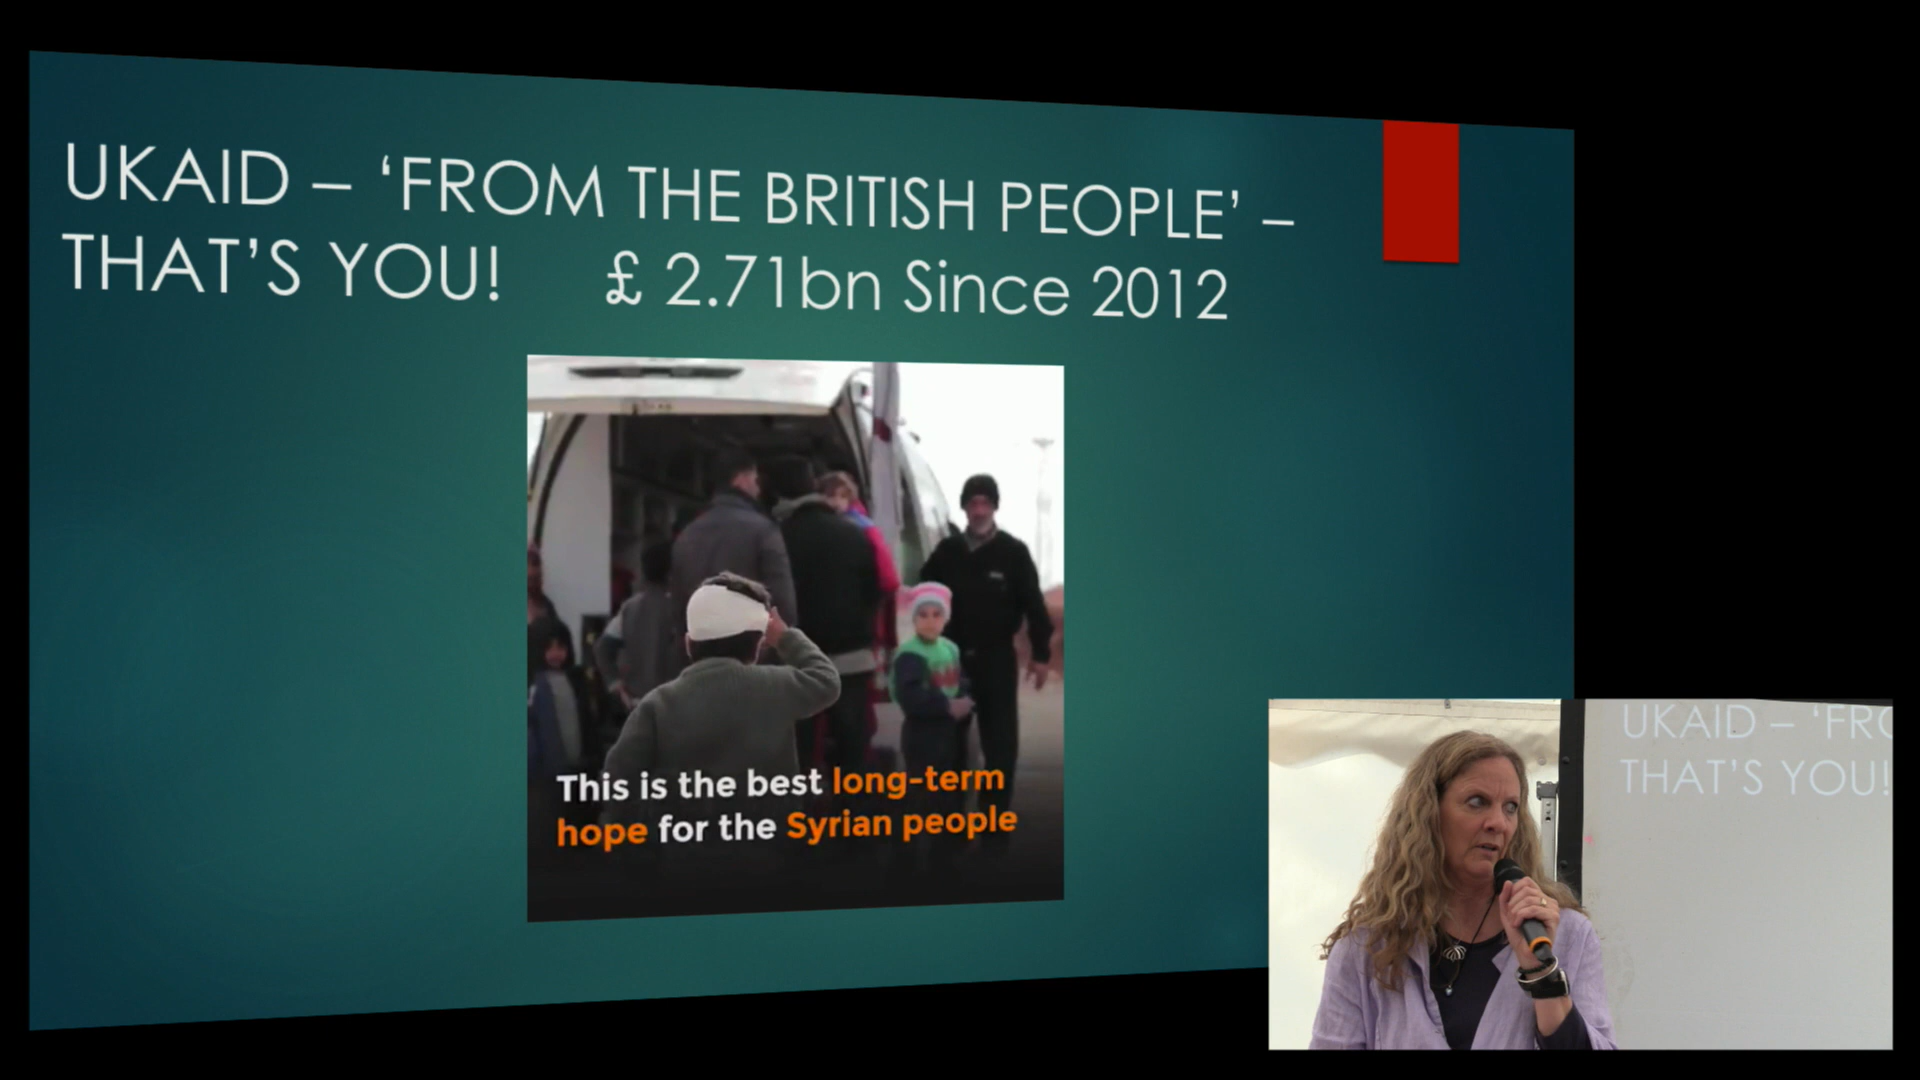 UKAID – ‘FROM THE BRITISH PEOPLE’ –
THAT’S YOU! £ 2.71bn Since 2012
This is the best long-term
hope for the Syrian people
UKAID – ‘FRO
THAT’S YOU!